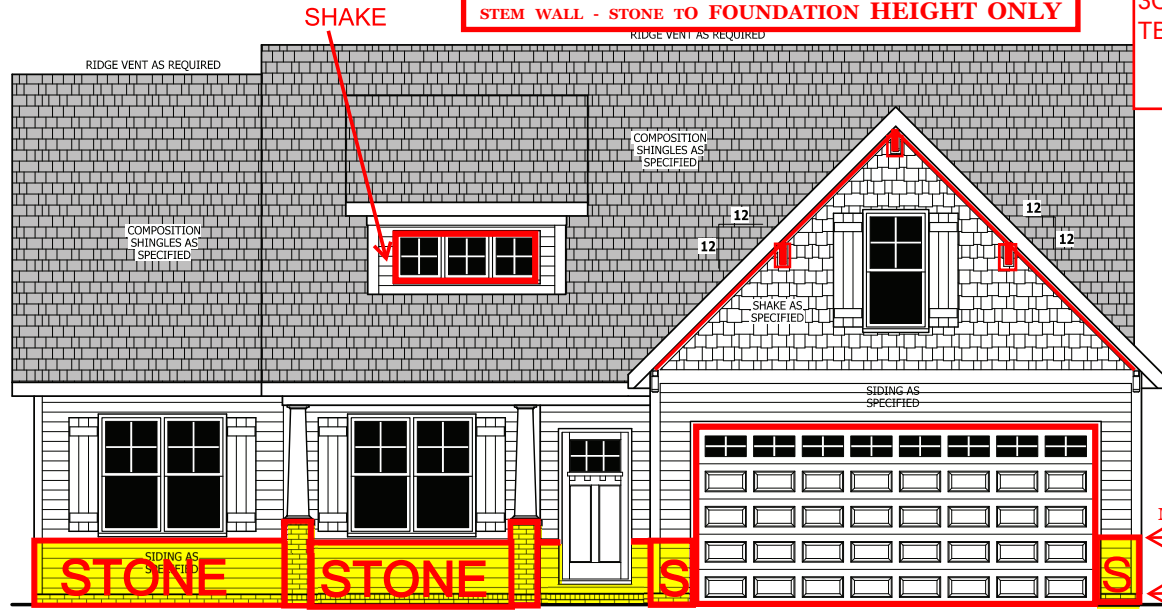 SHAKE
STEM WALL - STONE TO FOUNDATION HEIGHT ONLY
RIDGE VENT AS REQUIRED
RIDGE VENT AS REQUIRED
COMPOSITION
SHINGLES AS
SPECIFIED
COMPOSITION
SHINGLES AS
SPECIFIED
12
12
12
12
SHAKE AS
SPECIFIED
SIDING AS
SPECIFIED
SIDING AS
STONE
STONE
S
S